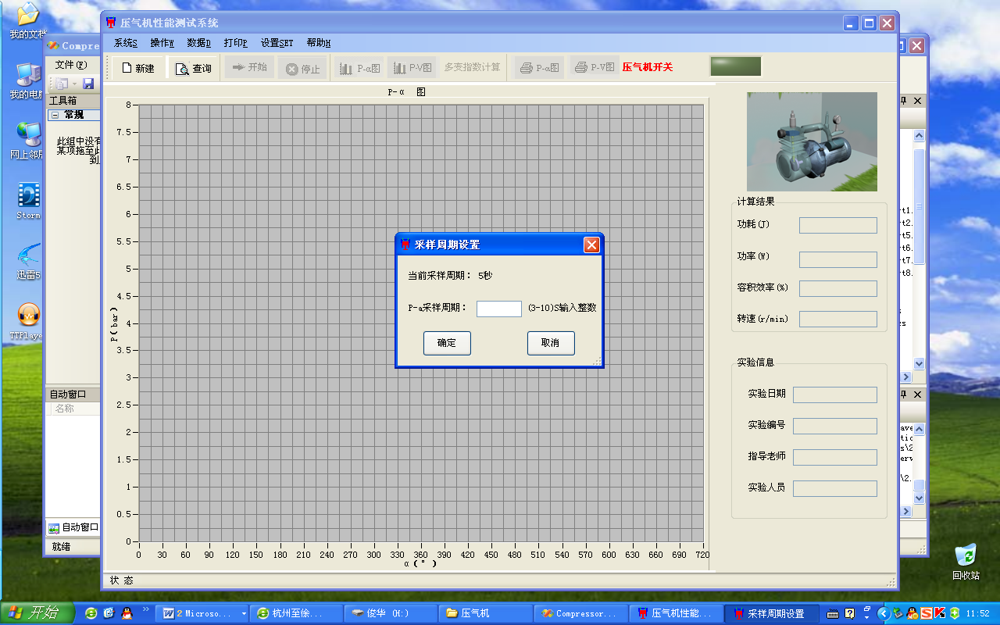 我的文档
我的电脑
网上邻居
Storm
迅雷5
TTPlaye
Compre
文件(F)
工具箱
常规
此组中没有
某项拖至此
到
自动窗口
名称
自动窗口
就绪
压气机性能测试系统
系统S 操作W 数据D 打印P 设置SET 帮助H
新建 查询 开始 停止 P-α图 P-V图 多变指数计算 P-α图 P-V图 压气机开关
P-α 图
8
7.5
7
6.5
6
5.5
5
4.5
4
3.5
3
2.5
2
1.5
1
0.5
0
P(bar)
0 30 60 90 120 150 180 210 240 270 300 330 360 390 420 450 480 510 540 570 600 630 660 690 720
α(°)
状 态
采样周期设置
当前采样周期: 5秒
P-a采样周期: (3-10)S输入整数
确定 取消
计算结果
功耗(J)
功率(W)
容积效率(%)
转速(r/min)
实验信息
实验日期
实验编号
指导老师
实验人员
rt1.
rt2.
rt5.
rt6.
rt7.
rt8.
回收站
开始 2 Microso... 杭州至徐... 俊华 (H:) 压气机 Compressor... 压气机性能... 采样周期设置 11:52